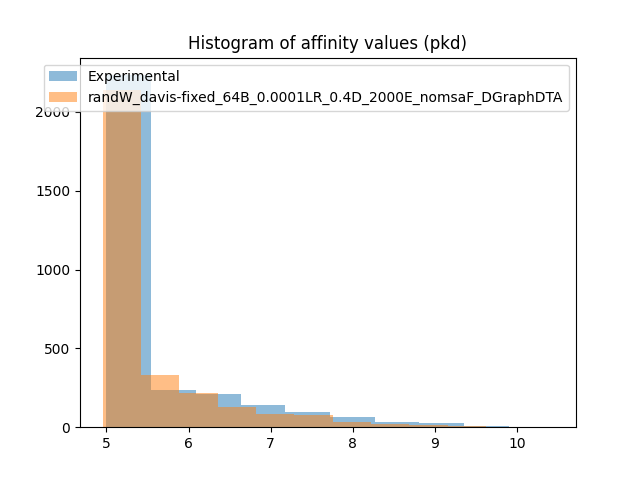 Histogram of affinity values (pkd)
Experimental
randW_davis-fixed_64B_0.0001LR_0.4D_2000E_nomsaF_DGraphDTA
2000
1500
1000
500
0
5 6 7 8 9 10